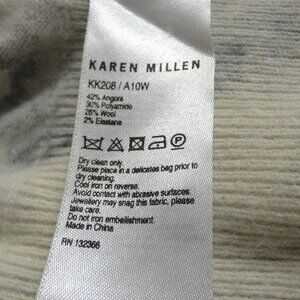 KAREN MILLEN
KK208 / A10W
42% Angora
30% Polyamide
26% Wool
2% Elastane
Dry clean only.
Please place in a delicates bag prior to
dry cleaning.
Cool iron on reverse.
Avoid contact with abrasive surfaces.
Jewellery may snag this fabric, please
take care.
Do not iron embellishment.
Made in China
RN 132366